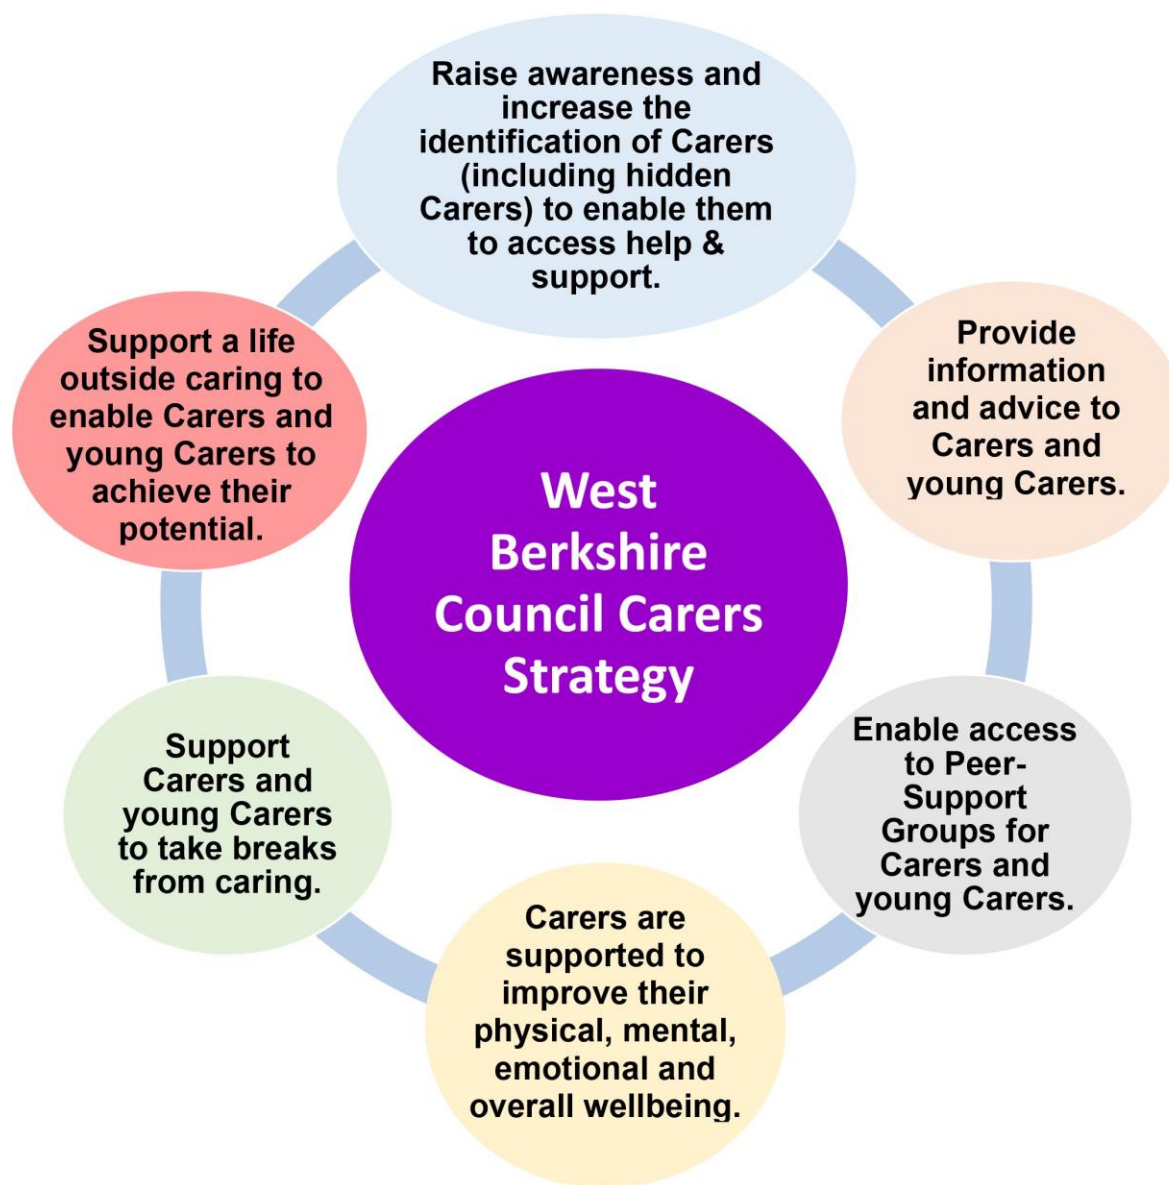 Raise awareness and
increase the
identification of Carers
(including hidden
Carers) to enable them
to access help &
support.
Provide
information
and advice to
Carers and
young Carers.
Enable access
to Peer-
Support
Groups for
Carers and
young Carers.
Carers are
supported to
improve their
physical, mental,
emotional and
overall wellbeing.
Support
Carers and
young Carers
to take breaks
from caring.
Support a life
outside caring to
enable Carers and
young Carers to
achieve their
potential.
West
Berkshire
Council Carers
Strategy